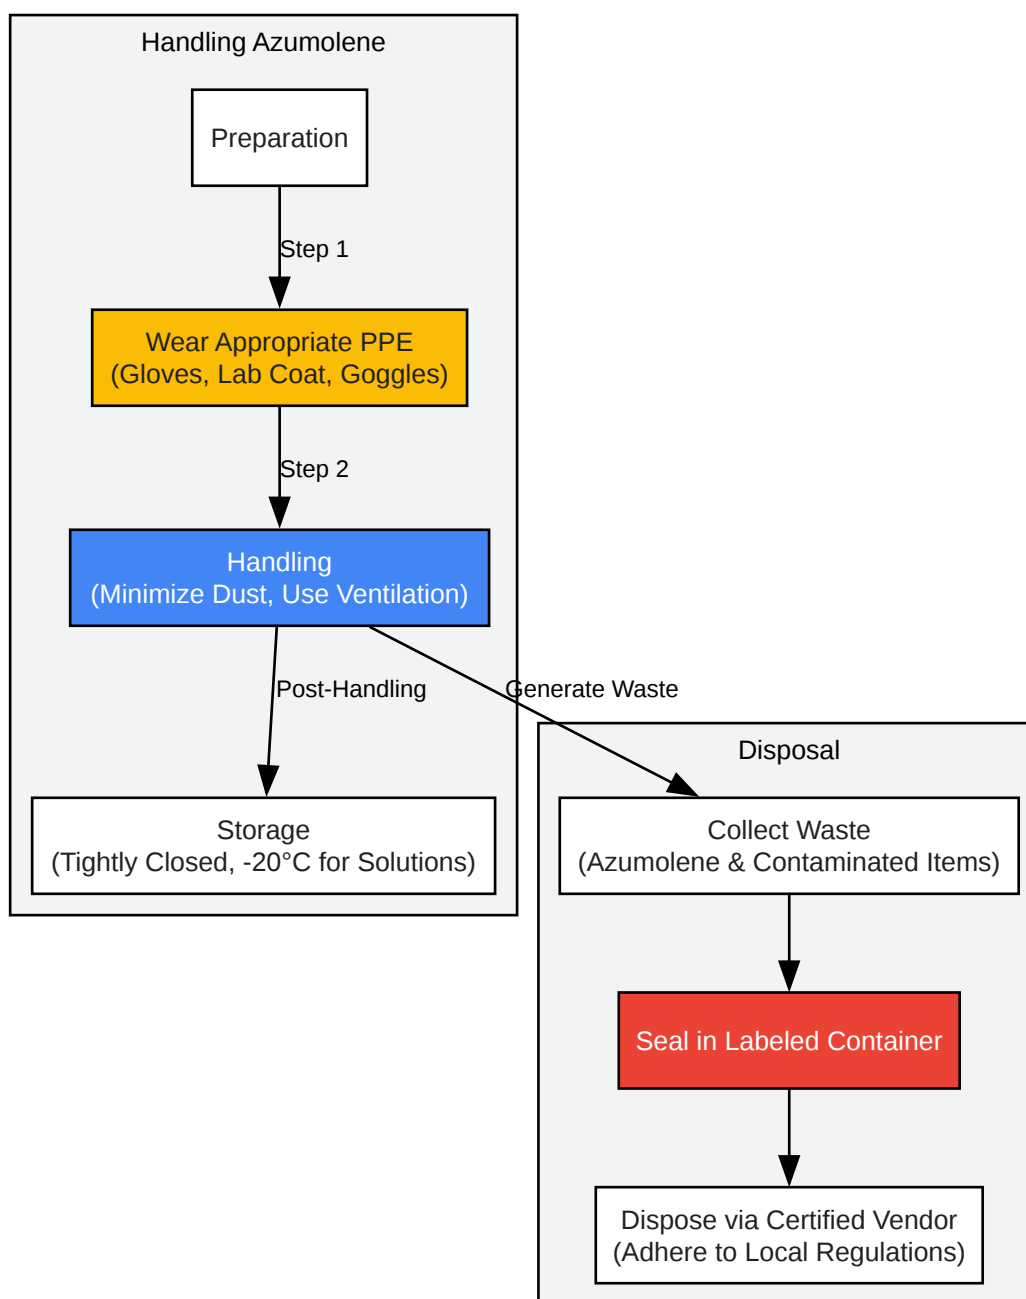 Handling Azumolene
Preparation
Step 1
Wear Appropriate PPE
(Gloves, Lab Coat, Goggles)
Step 2
Handling
(Minimize Dust, Use Ventilation)
Post-Handling
Generate Waste
Storage
(Tightly Closed, -20°C for Solutions)
Disposal
Collect Waste
(Azumolene & Contaminated Items)
Seal in Labeled Container
Dispose via Certified Vendor
(Adhere to Local Regulations)